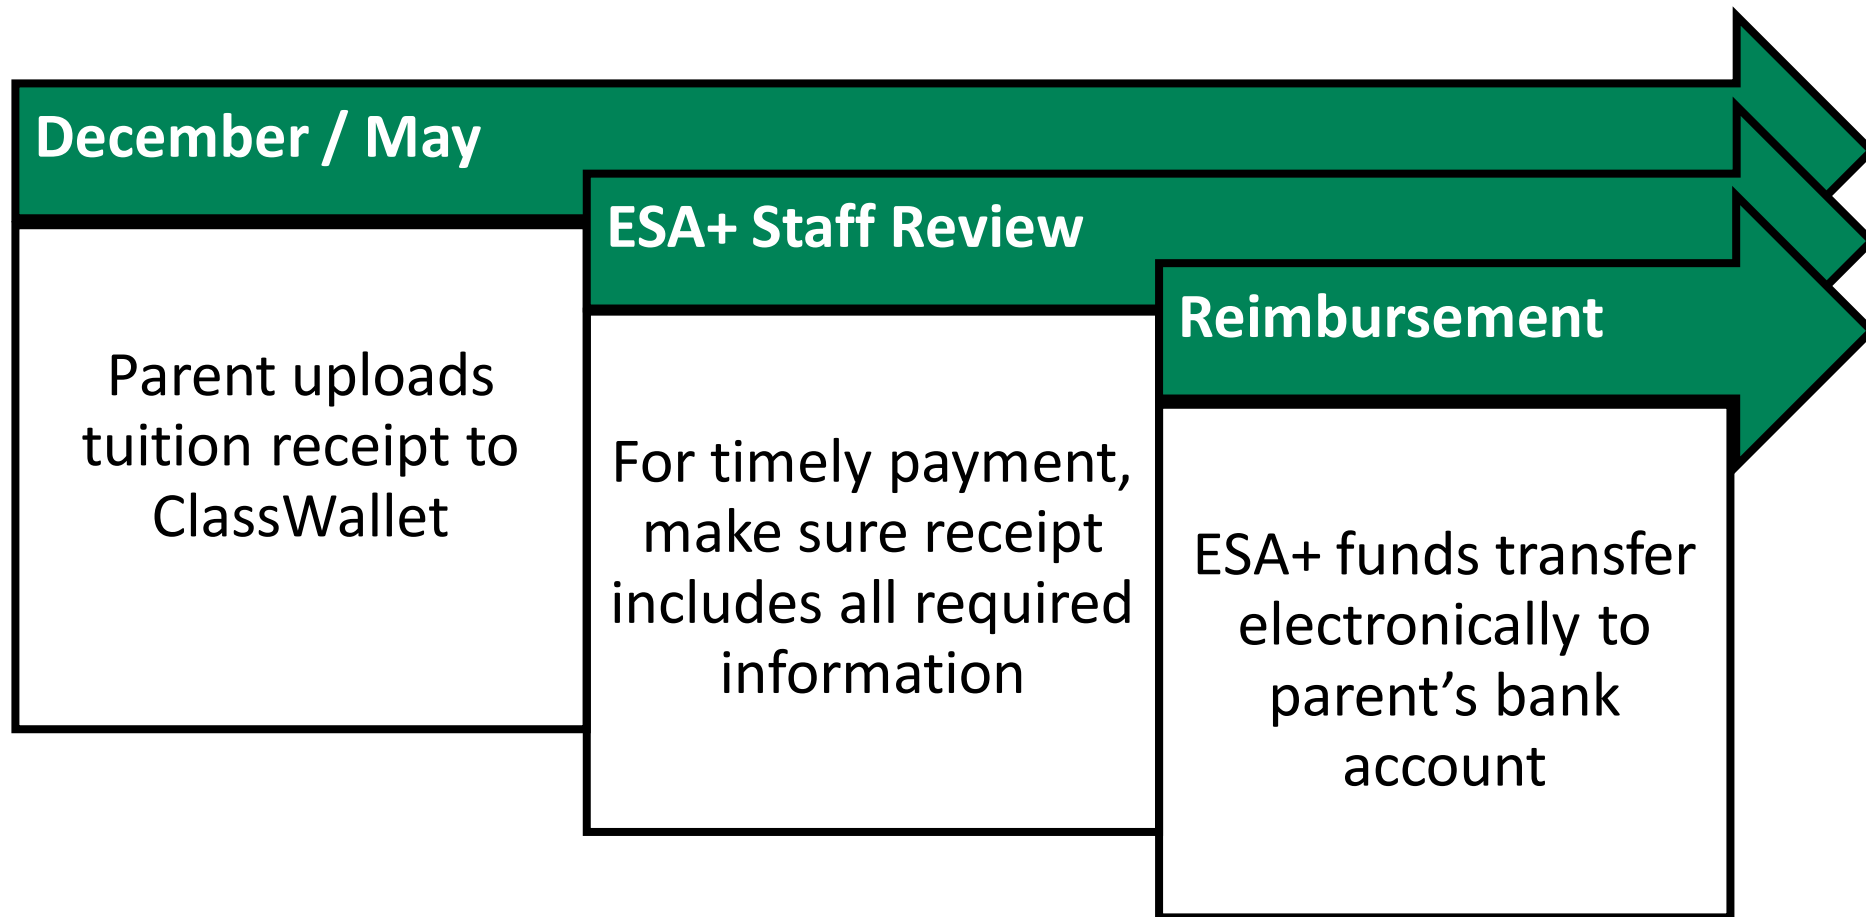 December / May
Parent uploads
tuition receipt to
ClassWallet
ESA+ Staff Review
For timely payment,
make sure receipt
includes all required
information
Reimbursement
ESA+ funds transfer
electronically to
parent’s bank
account